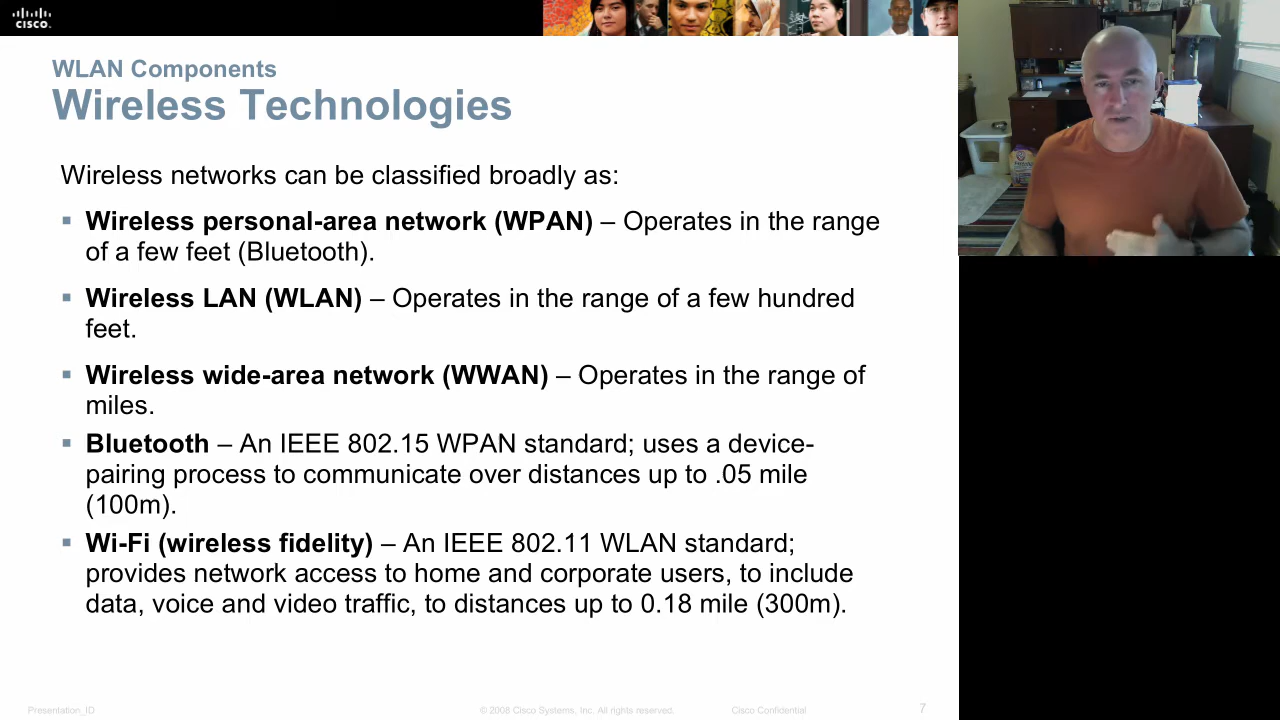 CISCO
WLAN Components
Wireless Technologies
Wireless networks can be classified broadly as:
▪ Wireless personal-area network (WPAN) – Operates in the range
of a few feet (Bluetooth).
▪ Wireless LAN (WLAN) – Operates in the range of a few hundred
feet.
▪ Wireless wide-area network (WWAN) – Operates in the range of
miles.
▪ Bluetooth – An IEEE 802.15 WPAN standard; uses a device-
pairing process to communicate over distances up to .05 mile
(100m).
▪ Wi-Fi (wireless fidelity) – An IEEE 802.11 WLAN standard;
provides network access to home and corporate users, to include
data, voice and video traffic, to distances up to 0.18 mile (300m).
Presentation_ID
© 2008 Cisco Systems, Inc. All rights reserved.
Cisco Confidential
7